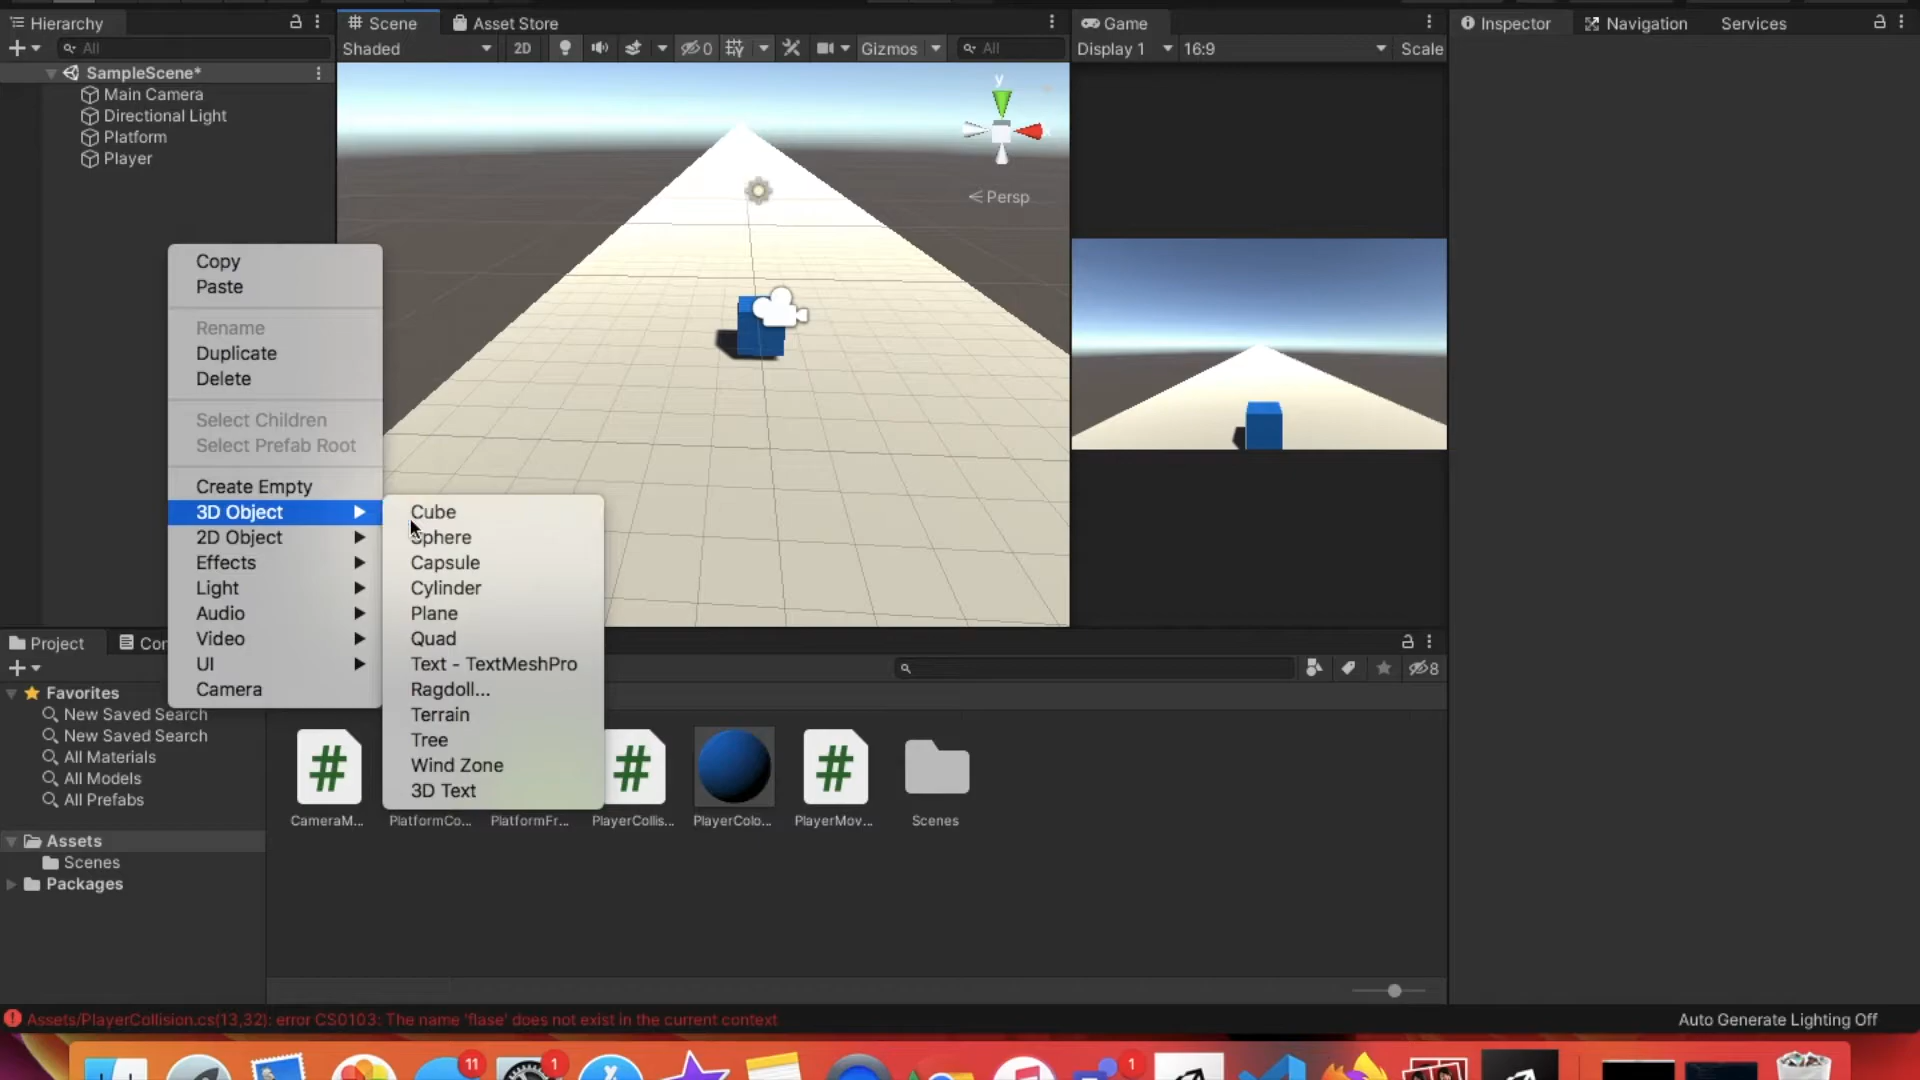 Hierarchy
All
SampleScene*
Main Camera
Directional Light
Platform
Player
Scene
Asset Store
Shaded
2D
0
Gizmos
All
y
Persp
Game
Display 1
16:9
Scale
Inspector
Navigation
Services
Copy
Paste
Rename
Duplicate
Delete
Select Children
Select Prefab Root
Create Empty
3D Object
2D Object
Effects
Light
Audio
Video
UI
Camera
Cube
Sphere
Capsule
Cylinder
Plane
Quad
Text - TextMeshPro
Ragdoll...
Terrain
Tree
Wind Zone
3D Text
Project
Con
8
Favorites
New Saved Search
New Saved Search
All Materials
All Models
All Prefabs
Assets
Scenes
Packages
CameraM...
PlatformCo...
PlatformFr...
PlayerCollis...
PlayerColo...
PlayerMov...
Scenes
Assets/PlayerCollision.cs(13,32): error CS0103: The name 'flase' does not exist in the current context
Auto Generate Lighting Off
11
1
1